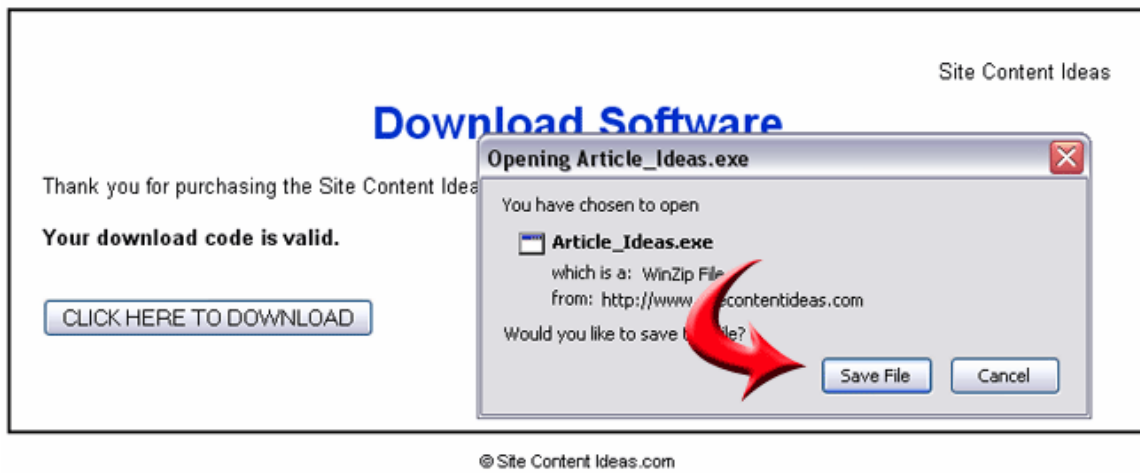 Site Content Ideas
Download Software
Opening Article_Ideas.exe
Thank you for purchasing the Site Content Idea
You have chosen to open
Your download code is valid.
Article_Ideas.exe
which is a: WinZip File
from: http://www. contentideas.com
CLICK HERE TO DOWNLOAD
Would you like to save file?
Save File
Cancel
© Site Content Ideas.com